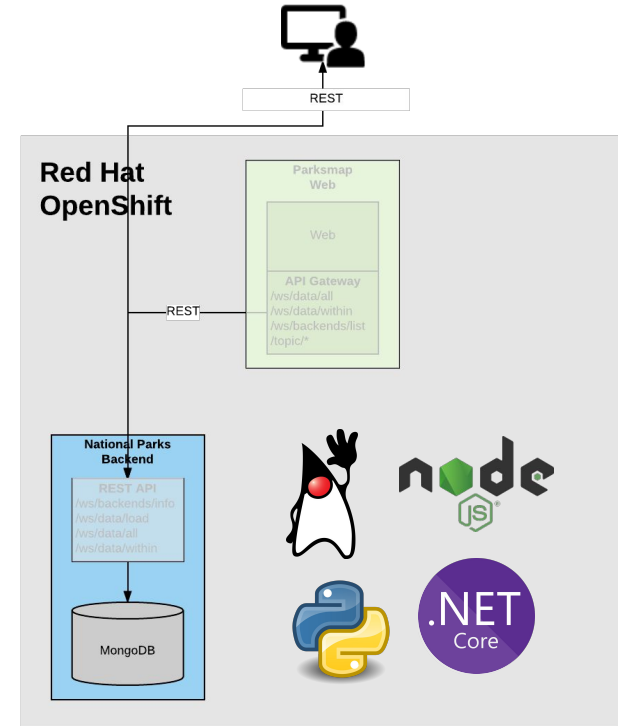 REST
Red Hat
OpenShift
Parksmap
Web
Web
API Gateway
/ws/data/all
/ws/data/within
/ws/backends/list
/topic/*
REST
National Parks
Backend
REST API
/ws/backends/info
/ws/data/load
/ws/data/all
/ws/data/within
MongoDB
node
JS
®
.NET
Core